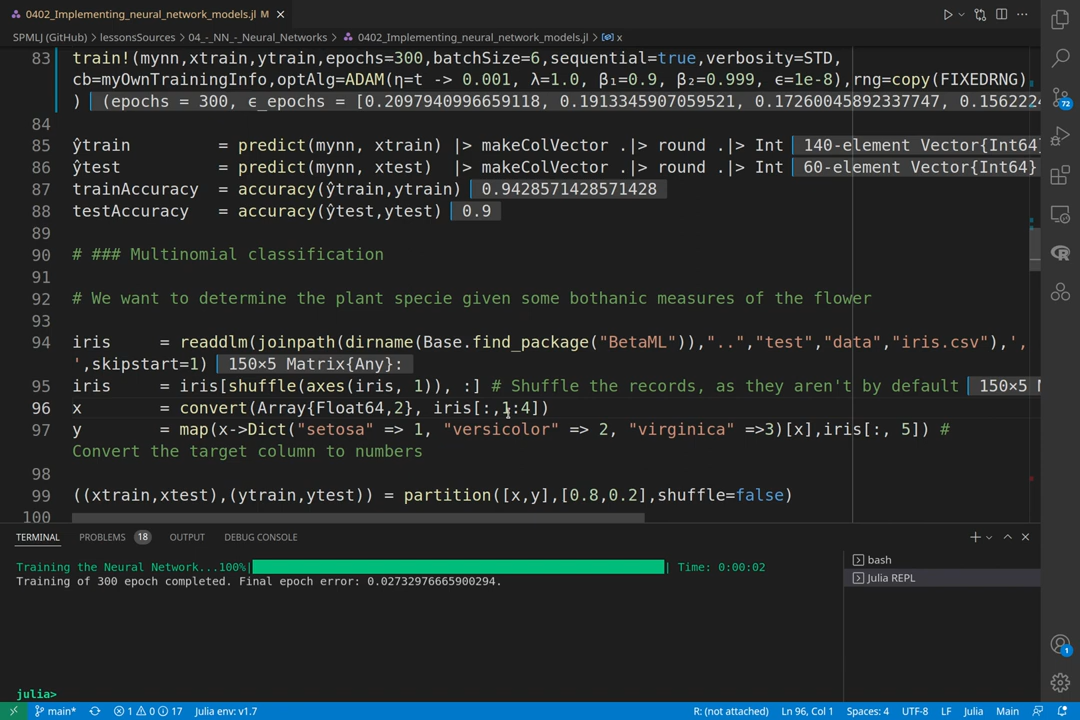 0402_Implementing_neural_network_models.jl M
SPMLJ (GitHub) > lessonsSources > 04_-_NN_-_Neural_Networks > 0402_Implementing_neural_network_models.jl > x
83 train!(mynn,xtrain,ytrain,epochs=300,batchSize=6,sequential=true,verbosity=STD,
cb=myOwnTrainingInfo,optAlg=ADAM(η=t -> 0.001, λ=1.0, β₁=0.9, β₂=0.999, ϵ=1e-8),rng=copy(FIXEDRNG)
) (epochs = 300, ϵ_epochs = [0.2097940996659118, 0.1913345907059521, 0.17260045892337747, 0.1562224
84
85 ŷtrain = predict(mynn, xtrain) |> makeColVector .|> round .|> Int 140-element Vector{Int64}
86 ŷtest = predict(mynn, xtest) |> makeColVector .|> round .|> Int 60-element Vector{Int64}
87 trainAccuracy = accuracy(ŷtrain,ytrain) 0.9428571428571428
88 testAccuracy = accuracy(ŷtest,ytest) 0.9
89
90 # ### Multinomial classification
91
92 # We want to determine the plant specie given some bothanic measures of the flower
93
94 iris = readdlm(joinpath(dirname(Base.find_package("BetaML")),"..","test","data","iris.csv"),',
',skipstart=1) 150×5 Matrix{Any}:
95 iris = iris[shuffle(axes(iris, 1)), :] # Shuffle the records, as they aren't by default 150×5 M
96 x = convert(Array{Float64,2}, iris[:,1:4])
97 y = map(x->Dict("setosa" => 1, "versicolor" => 2, "virginica" =>3)[x],iris[:, 5]) #
Convert the target column to numbers
98
99 ((xtrain,xtest),(ytrain,ytest)) = partition([x,y],[0.8,0.2],shuffle=false)
100
TERMINAL PROBLEMS 18 OUTPUT DEBUG CONSOLE
Training the Neural Network...100%| | Time: 0:00:02
Training of 300 epoch completed. Final epoch error: 0.02732976665900294.
bash
Julia REPL
julia>
main* 1 0 17 Julia env: v1.7 R: (not attached) Ln 96, Col 1 Spaces: 4 UTF-8 LF Julia Main
72
1